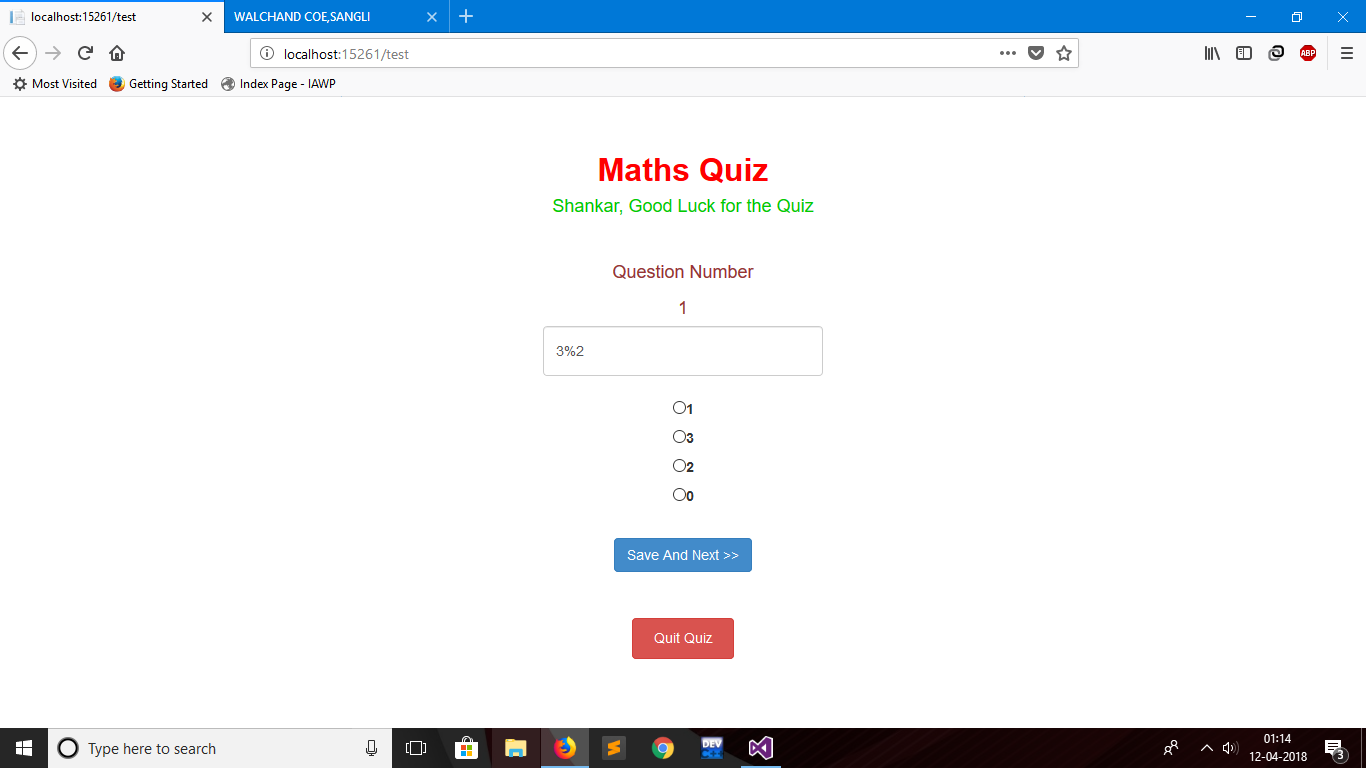 localhost:15261/test
WALCHAND COE,SANGLI
localhost:15261/test
ABP
Most Visited
Getting Started
Index Page - IAWP
Maths Quiz
Shankar, Good Luck for the Quiz
Question Number
1
3%2
1
3
2
0
Save And Next >>
Quit Quiz
Type here to search
DEV
01:14
12-04-2018
3